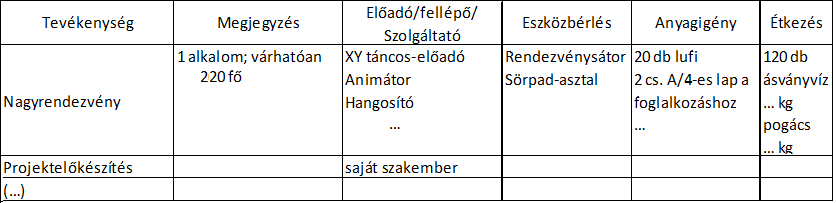 Tevékenység
Megjegyzés
Előadó/fellépő/
Szolgáltató
Eszközbérlés
Anyagigény
Étkezés
Nagyrendezvény
1 alkalom; várhatóan
220 fő
XY táncos-előadó
Animátor
Hangosító
...
Rendezvénysátor
Sörpad-asztal
20 db lufi
2 cs. A/4-es lap a
foglalkozáshoz
...
120 db
ásványvíz
... kg
pogács
... kg
Projektelőkészítés
saját szakember
(...)